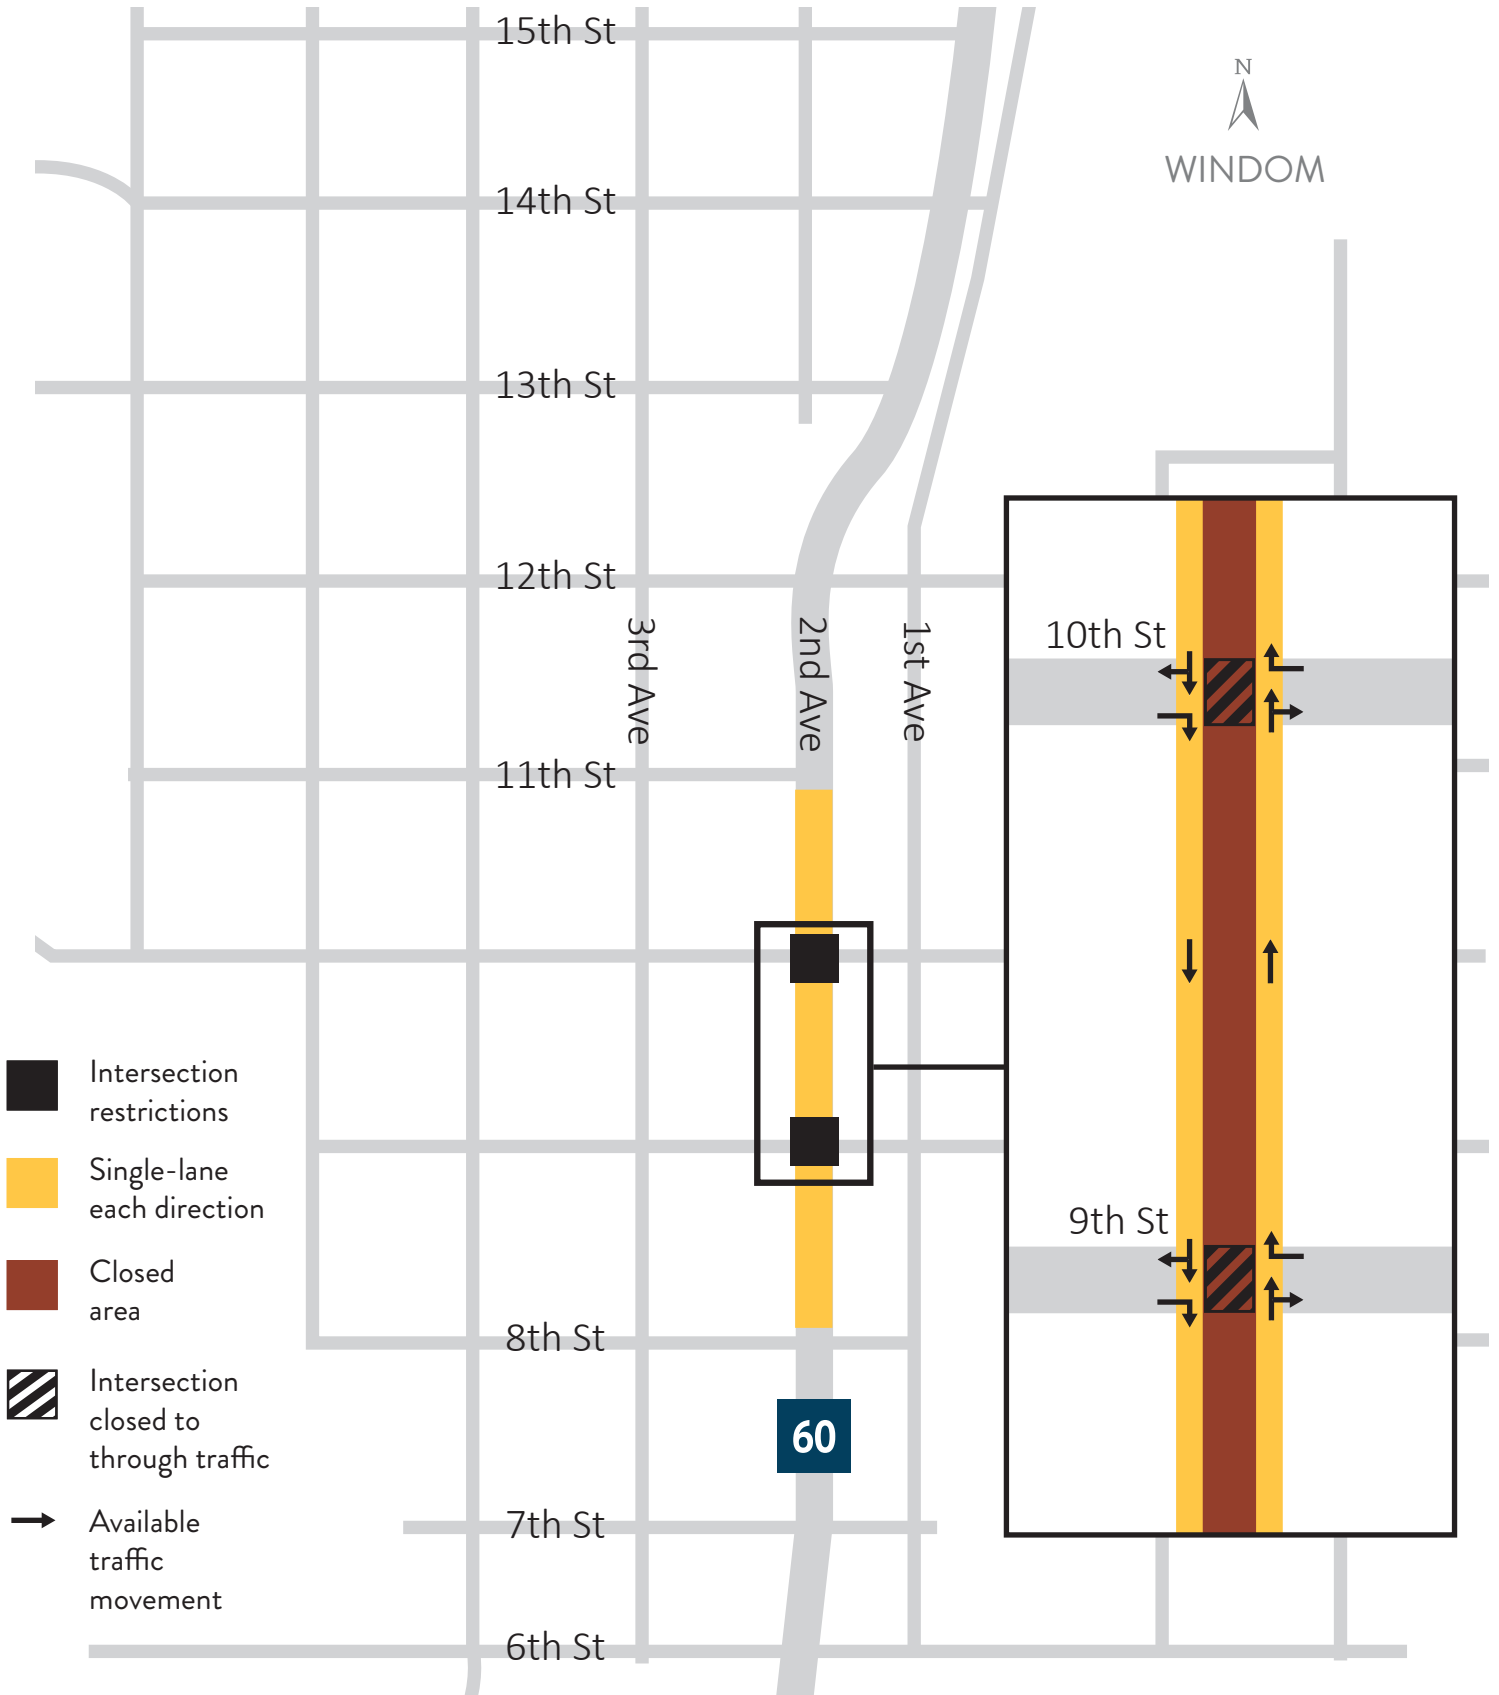 15th St
N
WINDOM
14th St
13th St
12th St
3rd Ave
2nd Ave
1st Ave
10th St
11th St
Intersection
restrictions
Single-lane
each direction
9th St
Closed
area
8th St
Intersection
closed to
through traffic
60
Available
traffic
movement
7th St
6th St